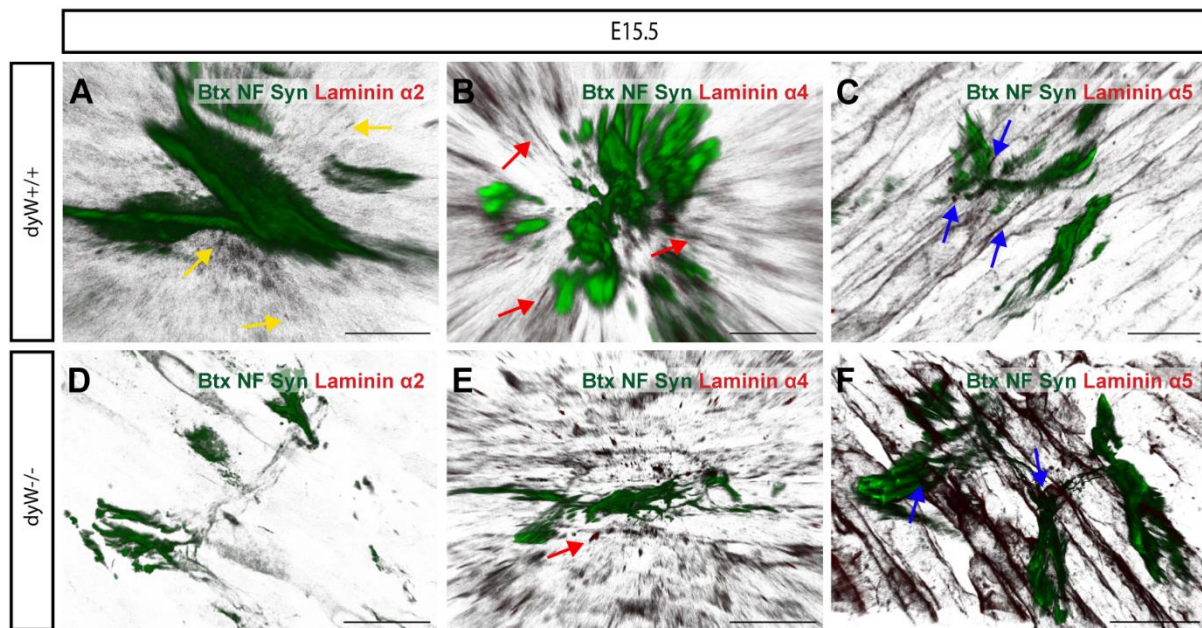 E15.5
dyW+/+
A Btx NF Syn Laminin α2
B Btx NF Syn Laminin α4
C Btx NF Syn Laminin α5
dyW-/-
D Btx NF Syn Laminin α2
E Btx NF Syn Laminin α4
F Btx NF Syn Laminin α5